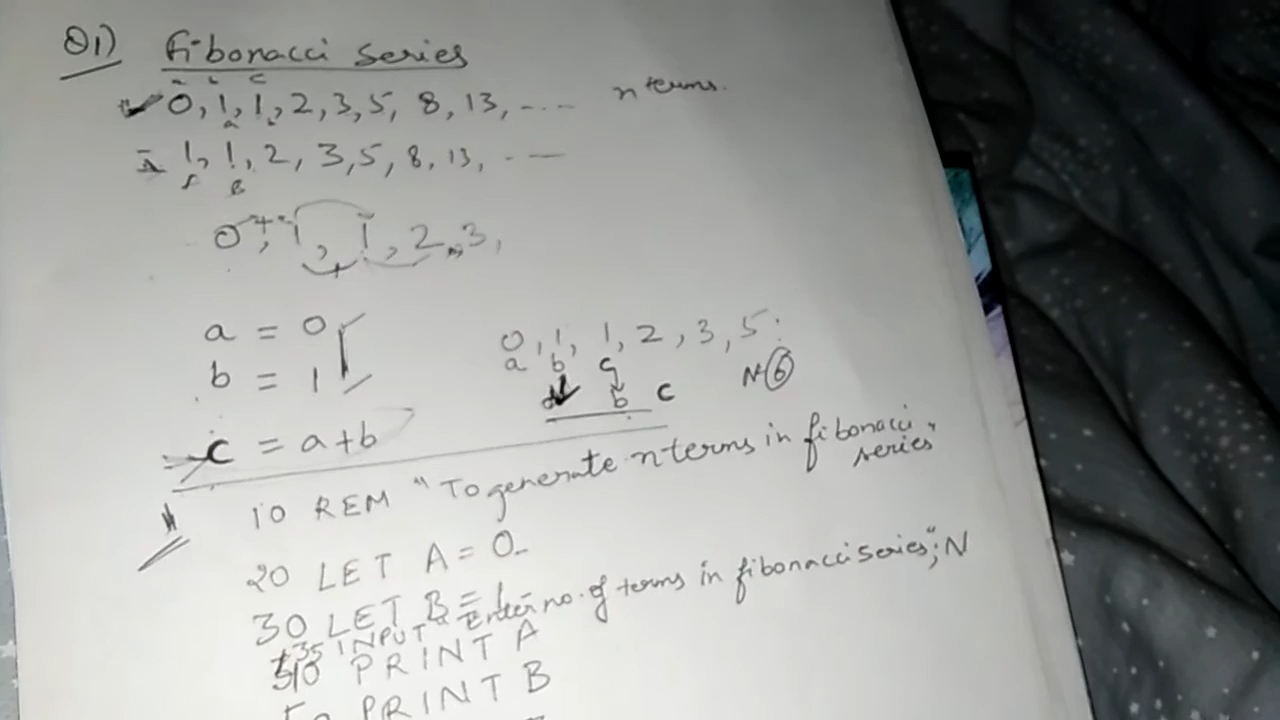 Q1) Fibonacci series
a b c
0, 1, 1, 2, 3, 5, 8, 13, ---- n terms.
1, 1, 2, 3, 5, 8, 13, ---
0 + 1, 1, 2, 3,
a = 0
b = 1
c = a+b
0, 1, 1, 2, 3, 5.
a b c
b c
N 6
10 REM "To generate n terms in fibonacci series"
20 LET A = 0
30 LET B = 1
35 INPUT "Enter no. of terms in fibonacci series"; N
40 PRINT A
PRINT B